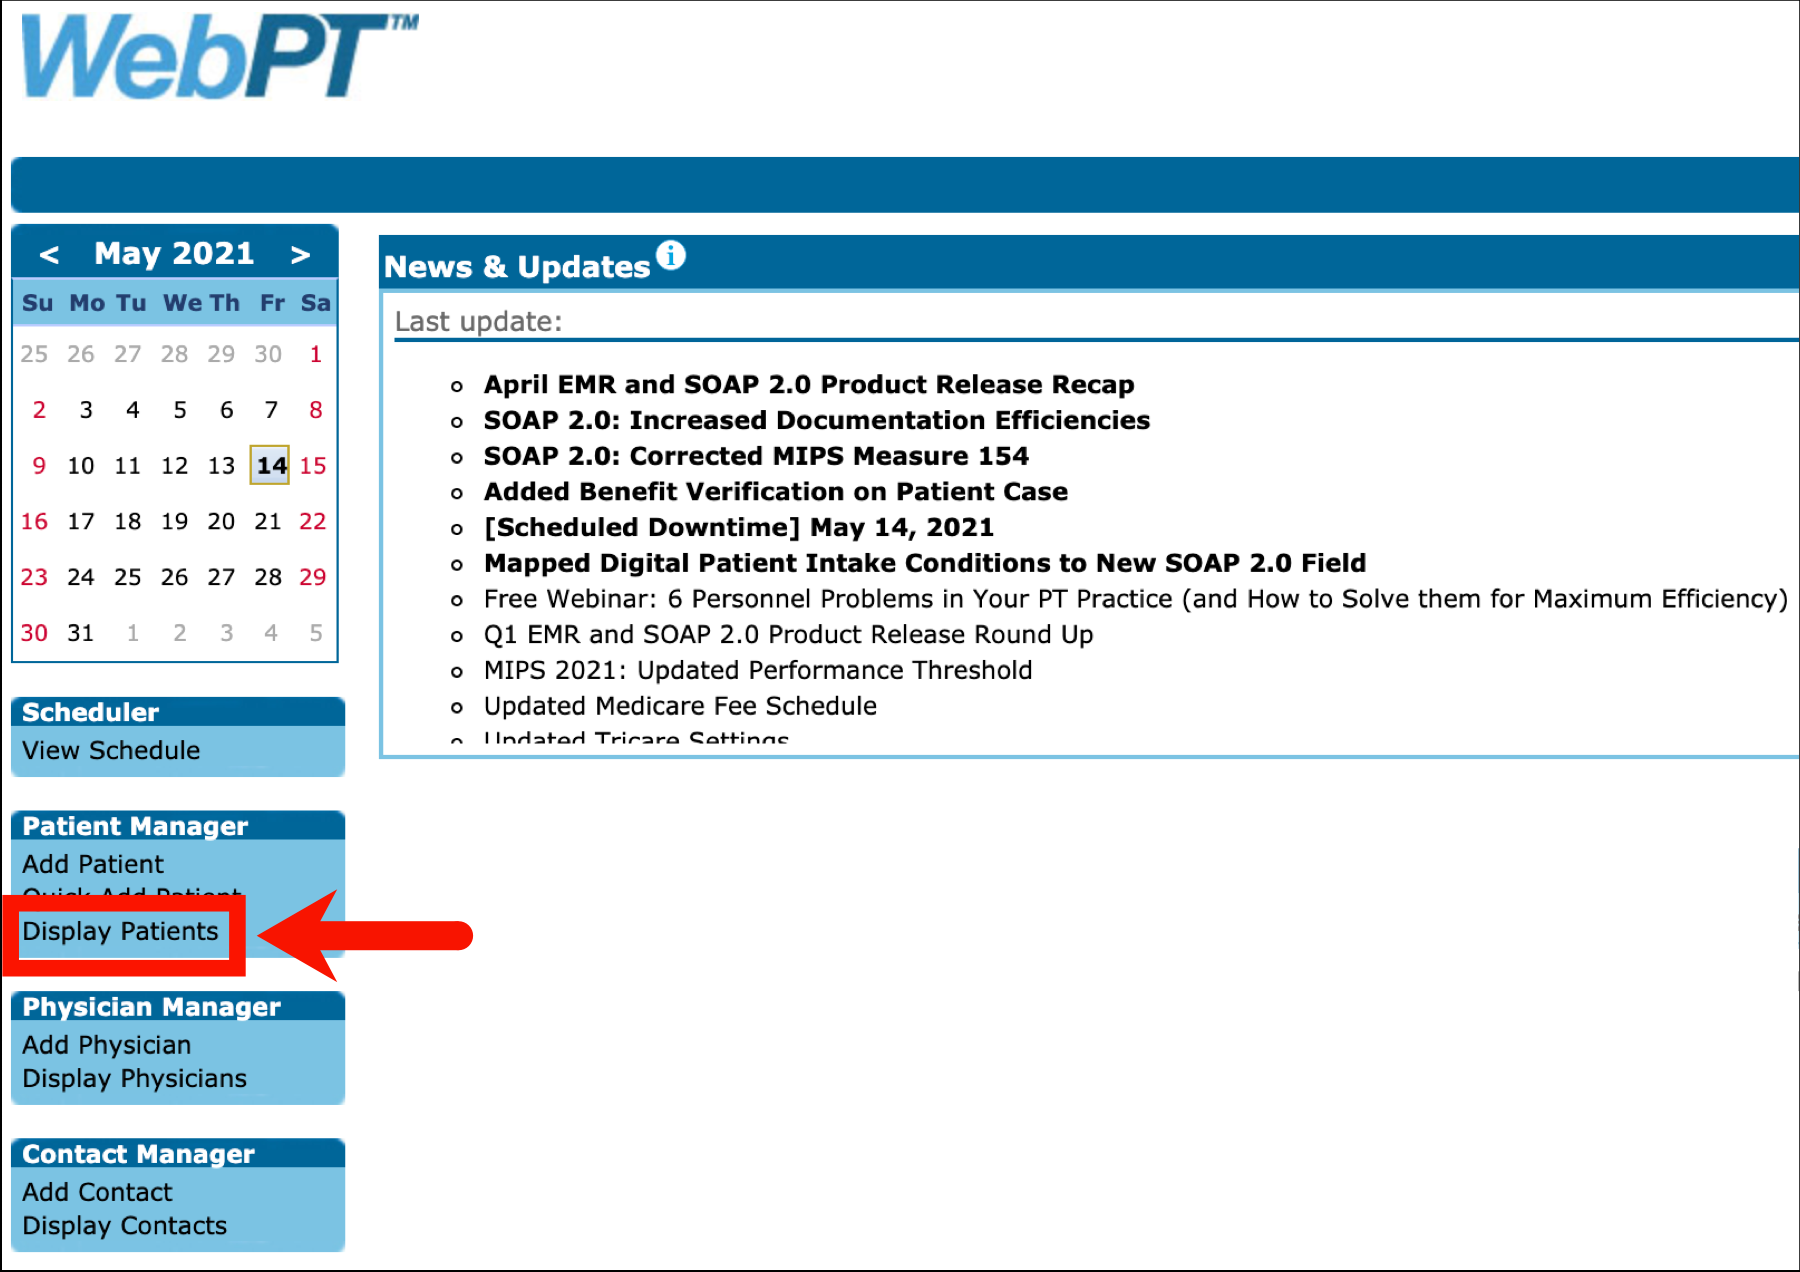 WebPT™
< May 2021 >
Su Mo Tu We Th Fr Sa
25 26 27 28 29 30 1
2 3 4 5 6 7 8
9 10 11 12 13 14 15
16 17 18 19 20 21 22
23 24 25 26 27 28 29
30 31 1 2 3 4 5
Scheduler
View Schedule
Patient Manager
Add Patient
Quick Add Patient
Display Patients
Physician Manager
Add Physician
Display Physicians
Contact Manager
Add Contact
Display Contacts
News & Updates i
Last update:
April EMR and SOAP 2.0 Product Release Recap
SOAP 2.0: Increased Documentation Efficiencies
SOAP 2.0: Corrected MIPS Measure 154
Added Benefit Verification on Patient Case
[Scheduled Downtime] May 14, 2021
Mapped Digital Patient Intake Conditions to New SOAP 2.0 Field
Free Webinar: 6 Personnel Problems in Your PT Practice (and How to Solve them for Maximum Efficiency)
Q1 EMR and SOAP 2.0 Product Release Round Up
MIPS 2021: Updated Performance Threshold
Updated Medicare Fee Schedule
Updated Tricare Settings